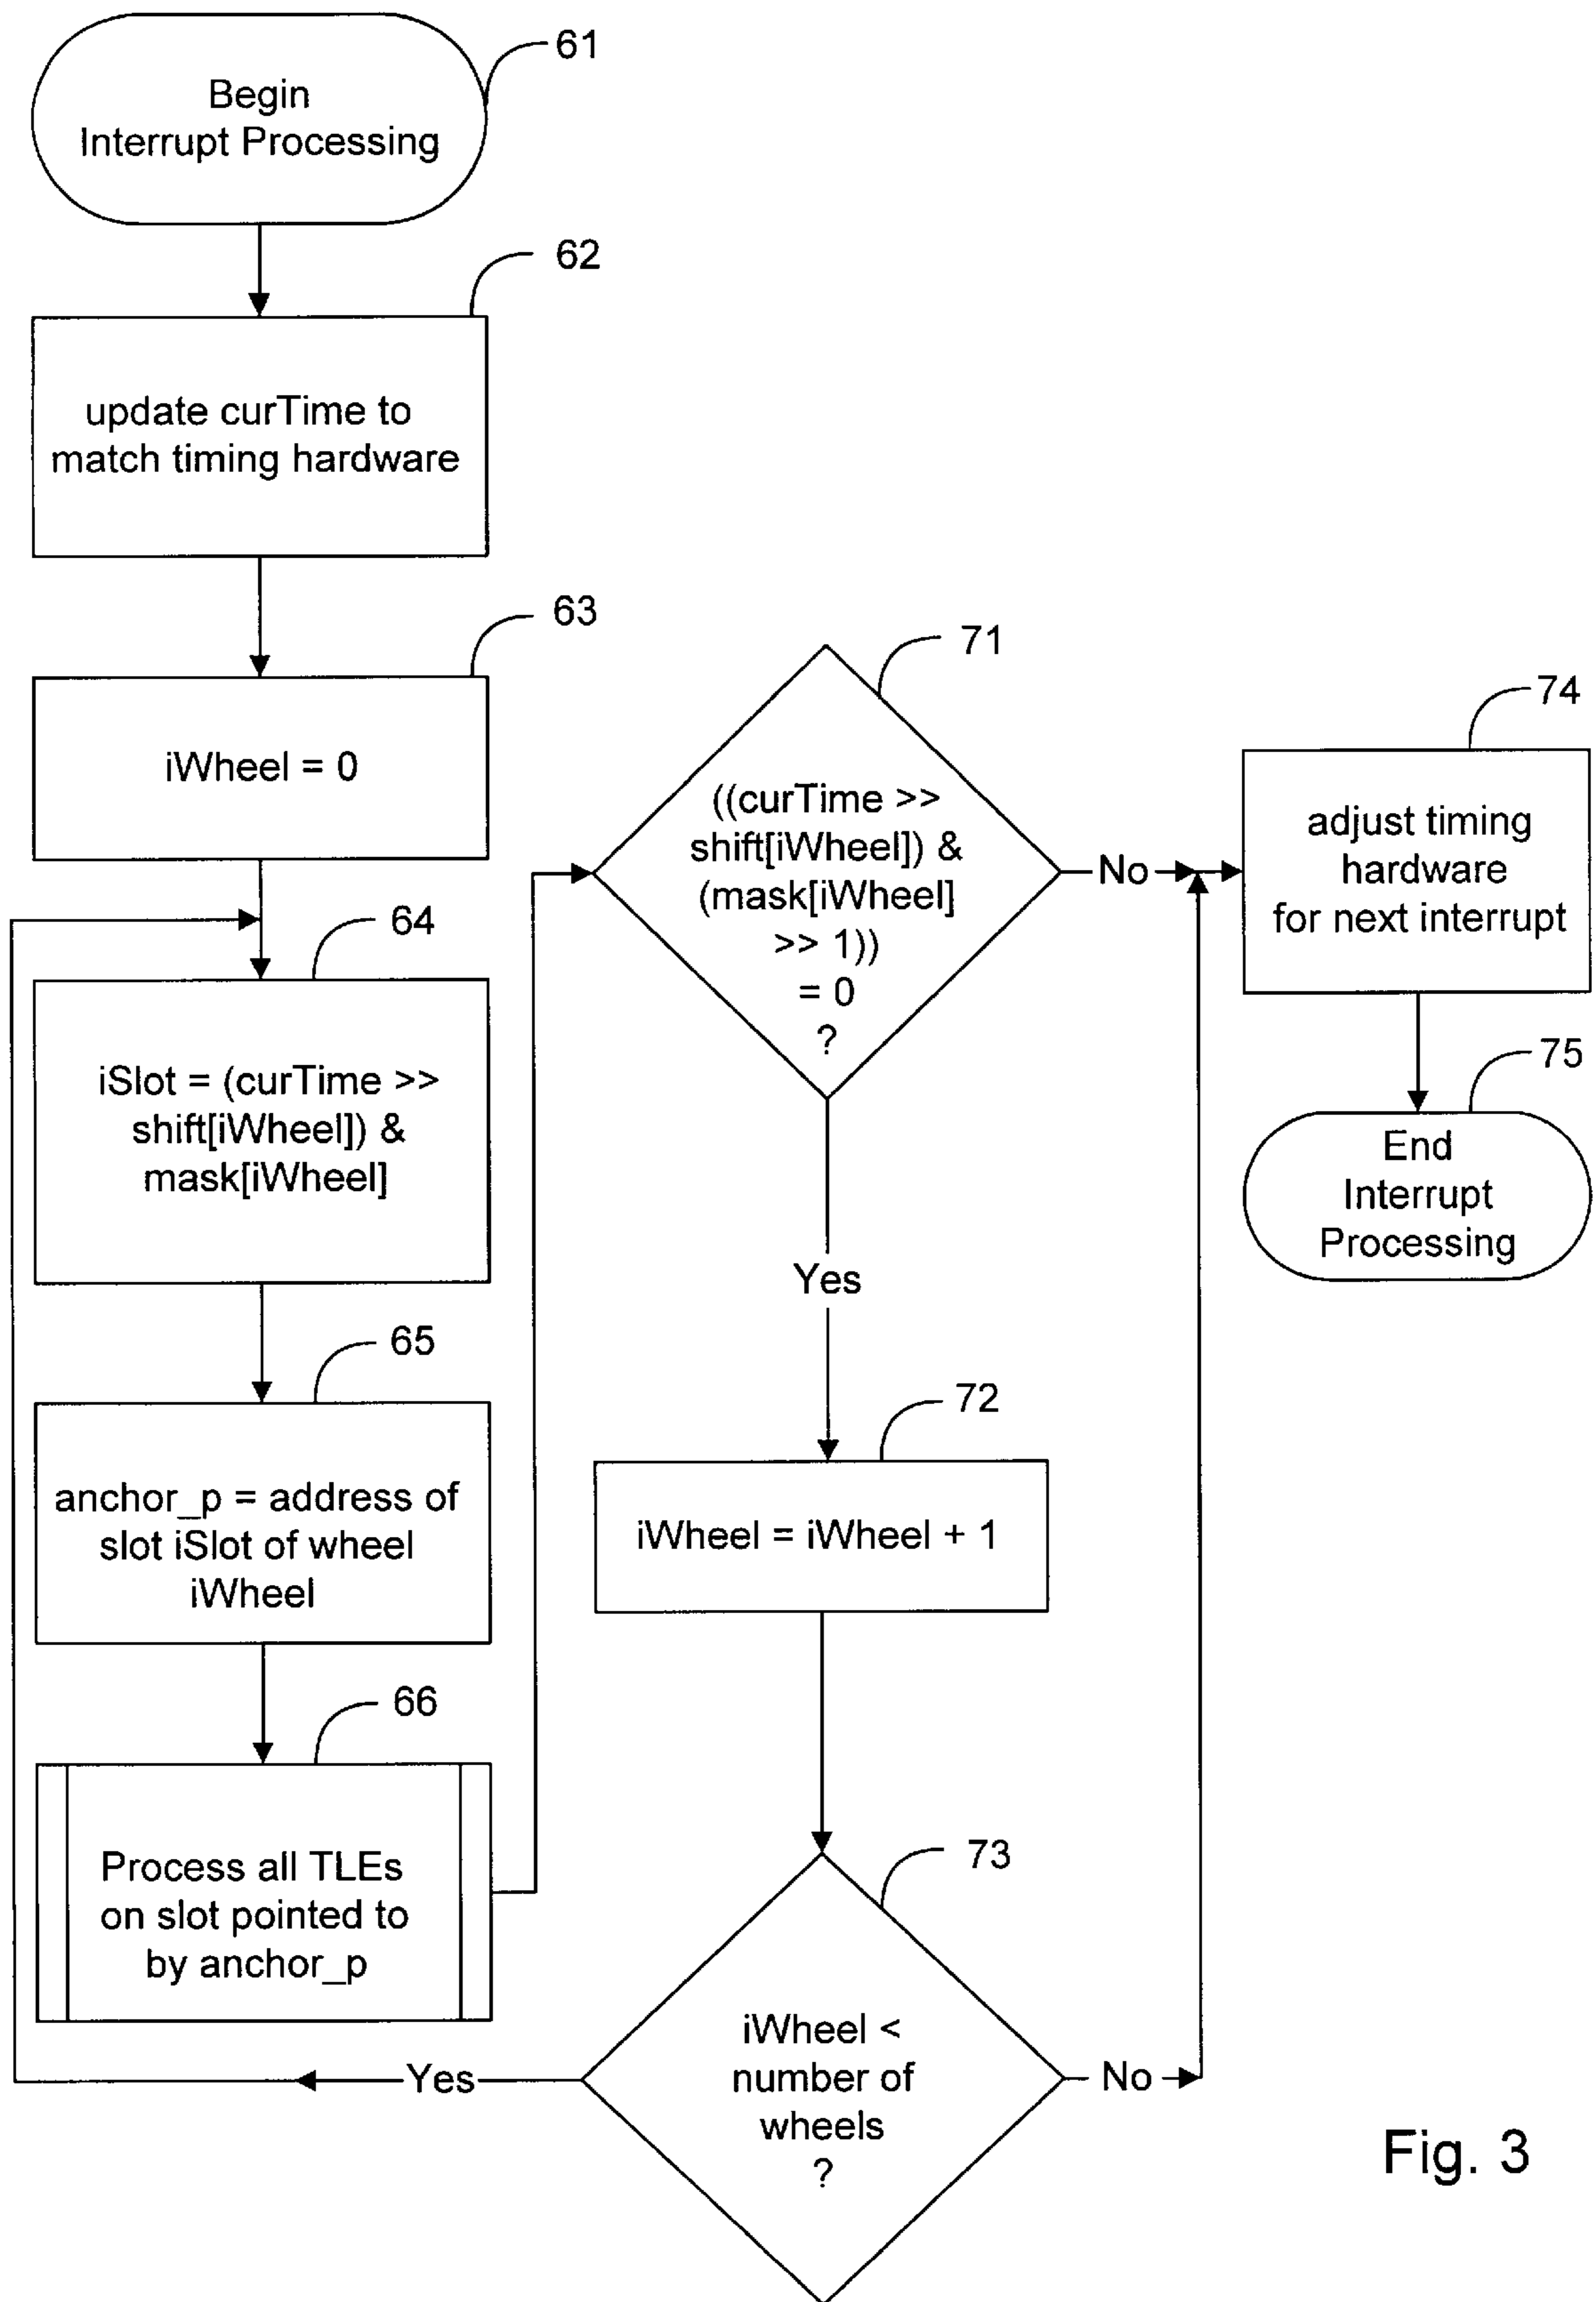 61
Begin
Interrupt Processing
62
update curTime to
match timing hardware
63
iWheel = 0
64
iSlot = (curTime >>
shift[iWheel]) &
mask[iWheel]
65
anchor_p = address of
slot iSlot of wheel
iWheel
66
Process all TLEs
on slot pointed to
by anchor_p
71
((curTime >>
shift[iWheel]) &
(mask[iWheel]
>> 1))
= 0
?
No
Yes
72
iWheel = iWheel + 1
73
iWheel <
number of
wheels
?
Yes
No
74
adjust timing
hardware
for next interrupt
75
End
Interrupt
Processing
Fig. 3